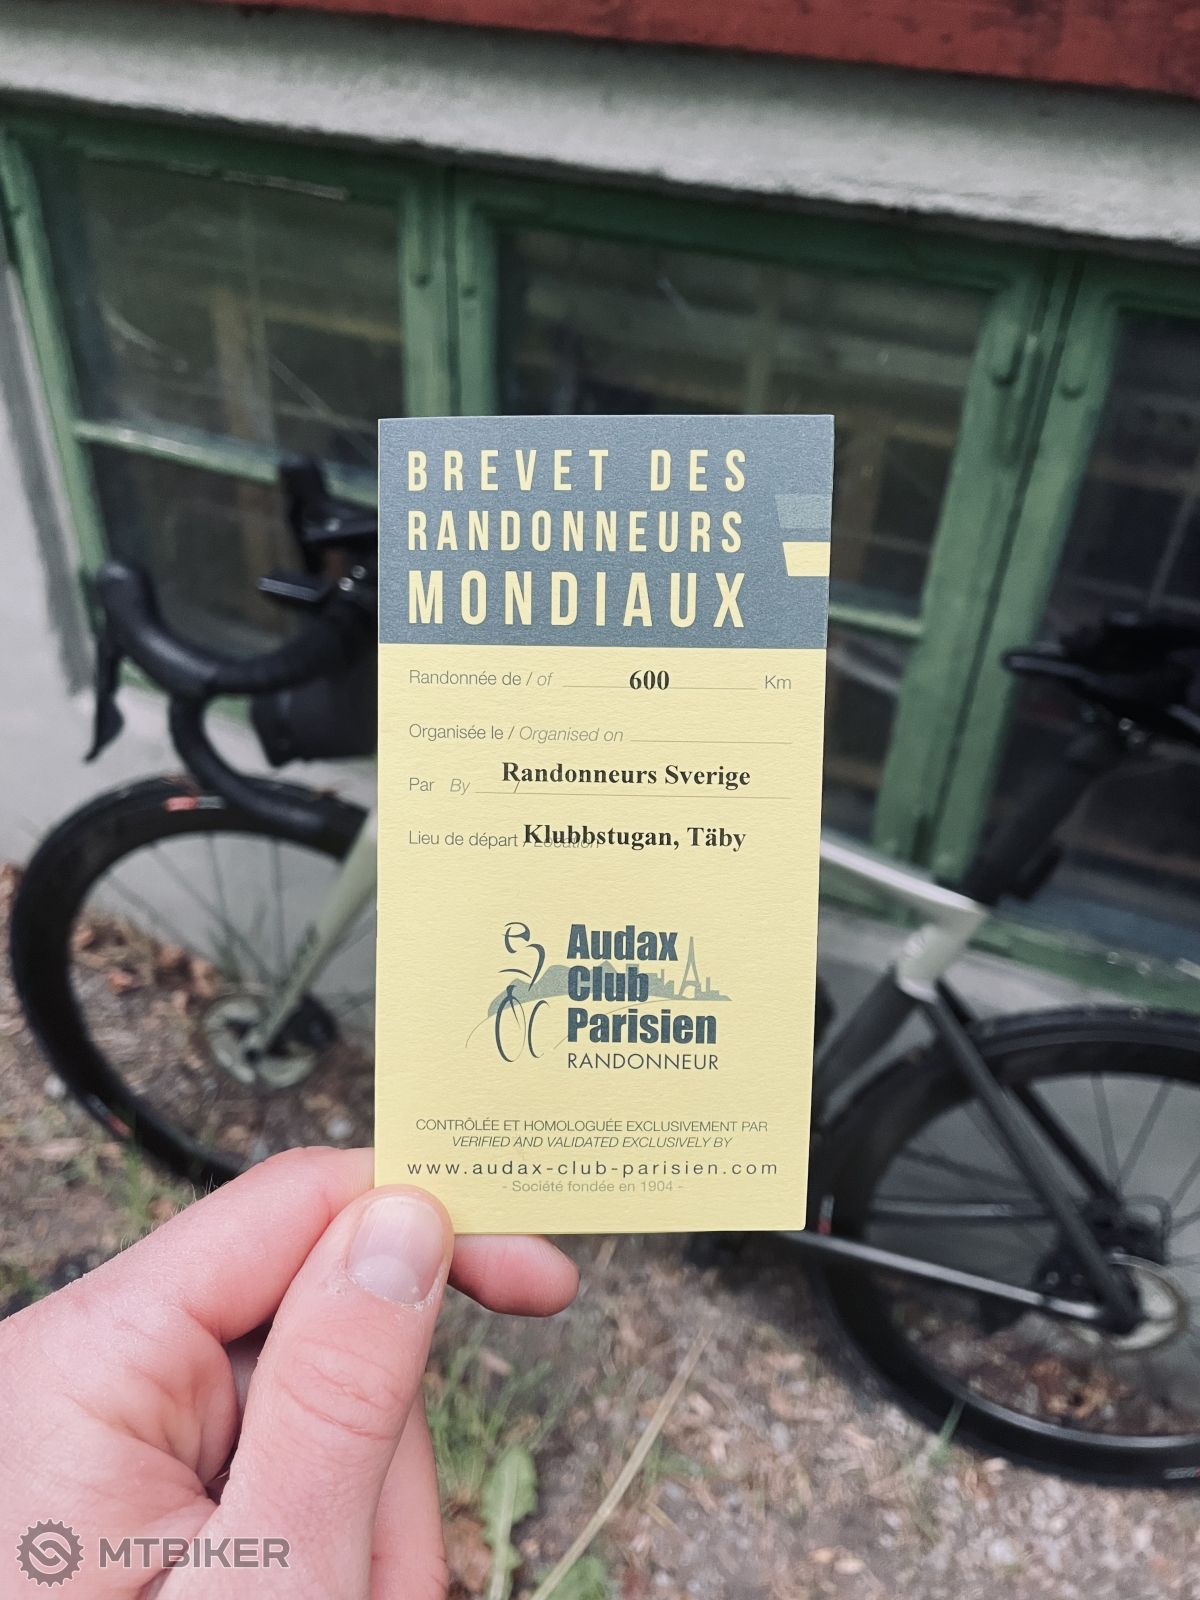 BREVET DES
RANDONNEURS
MONDIAUX
Randonnée de / of 600 Km
Organisée le / Organised on
Par / By Randonneurs Sverige
Lieu de départ / Location Klubbstugan, Täby
Audax
Club
Parisien
RANDONNEUR
CONTRÔLÉE ET HOMOLOGUÉE EXCLUSIVEMENT PAR
VERIFIED AND VALIDATED EXCLUSIVELY BY
www.audax-club-parisien.com
- Société fondée en 1904 -
MTBIKER